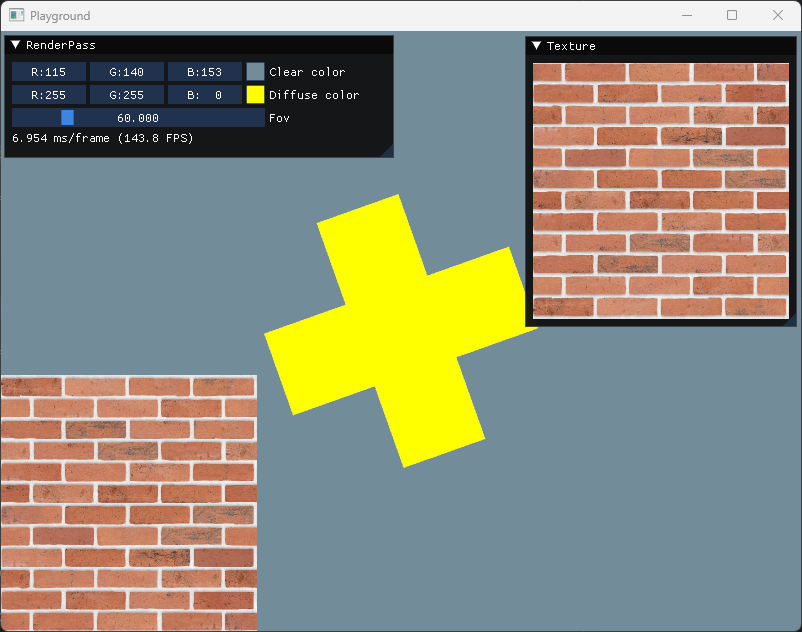 Playground
RenderPass
R:115 G:140 B:153 Clear color
R:255 G:255 B: 0 Diffuse color
60.000 Fov
6.954 ms/frame (143.8 FPS)
Texture